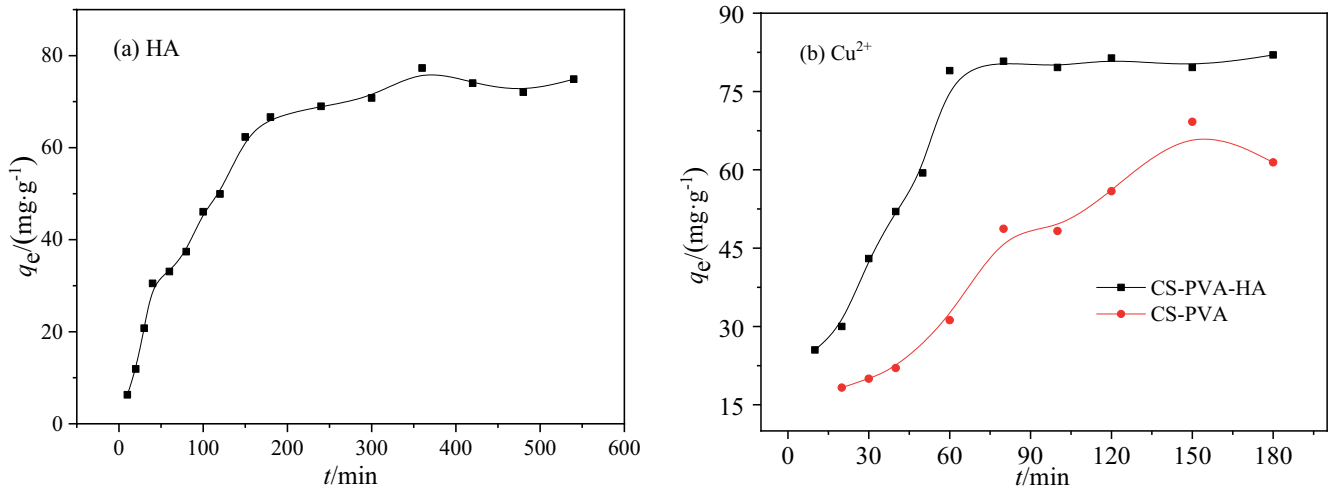 (a) HA
q_e/(mg·g⁻¹)
80
60
40
20
0
0 100 200 300 400 500 600
t/min
(b) Cu²⁺
q_e/(mg·g⁻¹)
90
75
60
45
30
15
CS-PVA-HA
CS-PVA
0 30 60 90 120 150 180
t/min